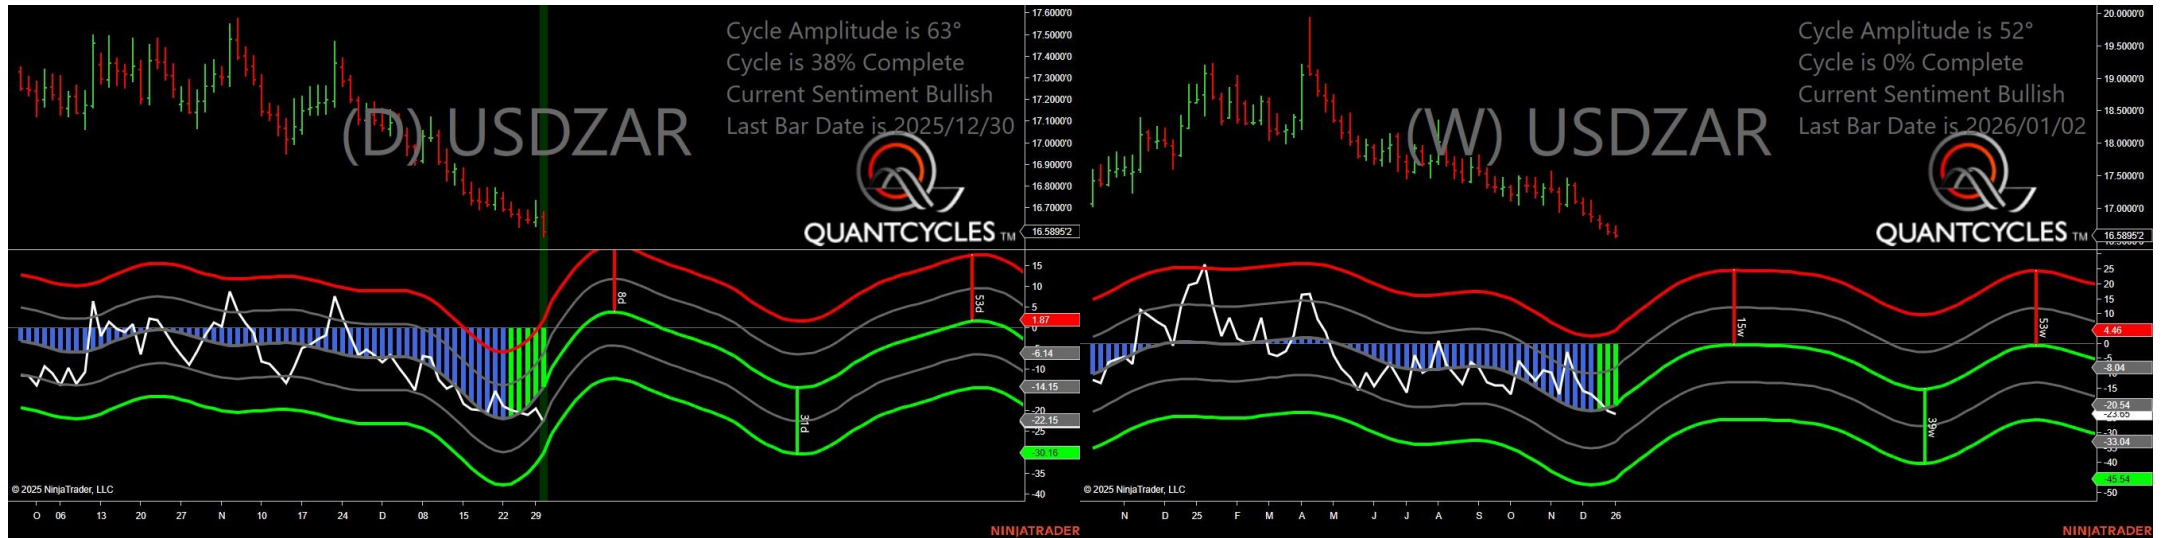 Cycle Amplitude is 63°
Cycle is 38% Complete
Current Sentiment Bullish
Last Bar Date is 2025/12/30
(D) USDZAR
QUANTCYCLES TM
17.6000'0
17.5000'0
17.4000'0
17.3000'0
17.2000'0
17.1000'0
17.0000'0
16.9000'0
16.8000'0
16.7000'0
16.5895'2
8d
31d
53d
15
10
5
1.87
0
-6.14
-10
-14.15
-20
-22.15
-25
-30.16
-35
-40
© 2025 NinjaTrader, LLC
O 06 13 20 27 N 10 17 24 D 08 15 22 29
NINJATRADER
Cycle Amplitude is 52°
Cycle is 0% Complete
Current Sentiment Bullish
Last Bar Date is 2026/01/02
(W) USDZAR
QUANTCYCLES TM
20.0000'0
19.5000'0
19.0000'0
18.5000'0
18.0000'0
17.5000'0
17.0000'0
16.5895'2
15w
39w
53w
25
20
15
10
4.46
0
-5
-8.04
-15
-20.54
-23.65
-30
-33.04
-40
-45.54
-50
© 2025 NinjaTrader, LLC
N D 25 F M A M J J A S O N D 26
NINJATRADER